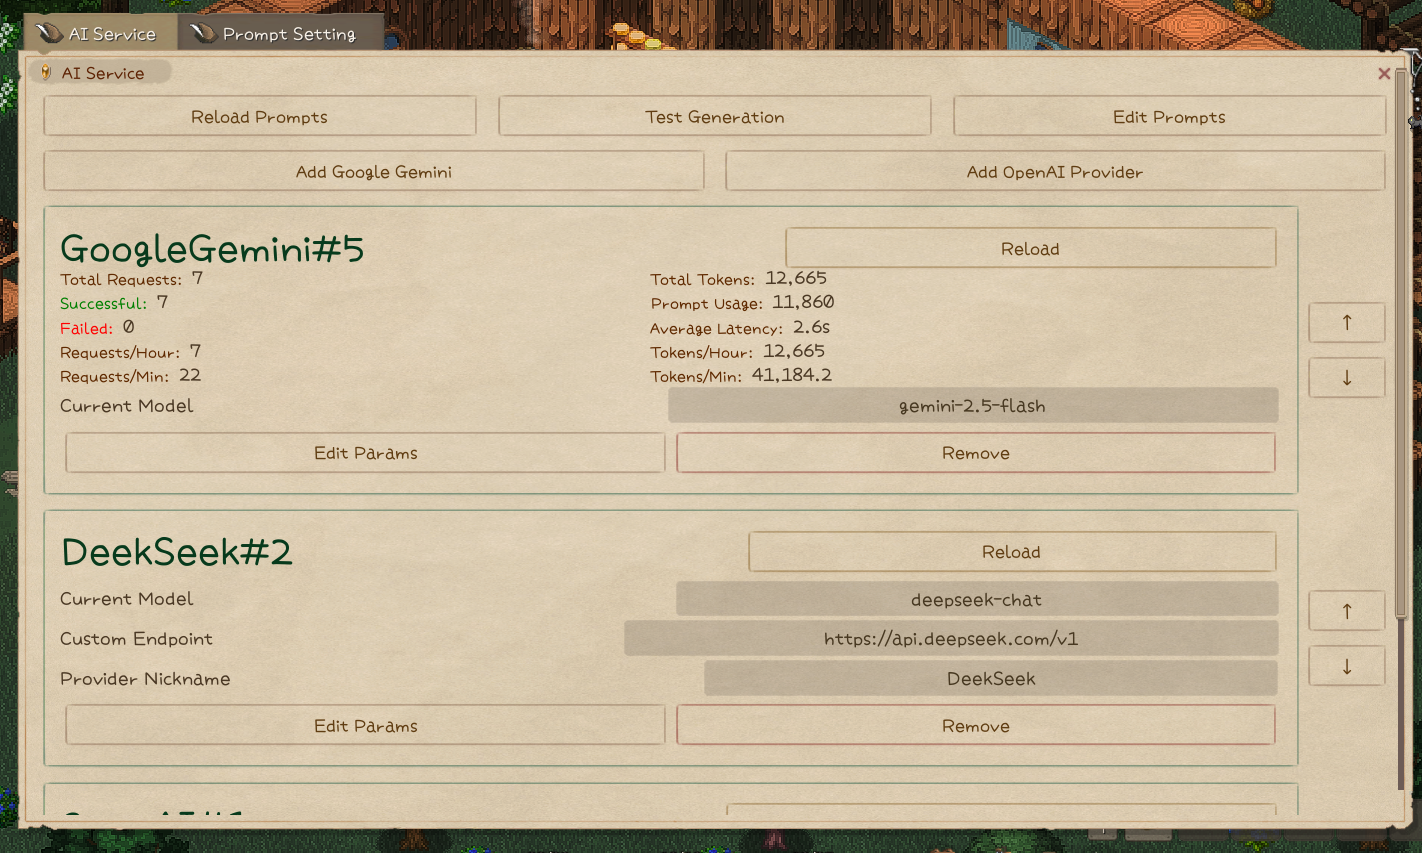 AI Service
Prompt Setting
AI Service
Reload Prompts
Test Generation
Edit Prompts
Add Google Gemini
Add OpenAI Provider
GoogleGemini#5
Reload
Total Requests: 7
Total Tokens: 12,665
Successful: 7
Prompt Usage: 11,860
Failed: 0
Average Latency: 2.6s
Requests/Hour: 7
Tokens/Hour: 12,665
Requests/Min: 22
Tokens/Min: 41,184.2
↑
↓
Current Model
gemini-2.5-flash
Edit Params
Remove
DeekSeek#2
Reload
Current Model
deepseek-chat
Custom Endpoint
https://api.deepseek.com/v1
Provider Nickname
DeekSeek
↑
↓
Edit Params
Remove